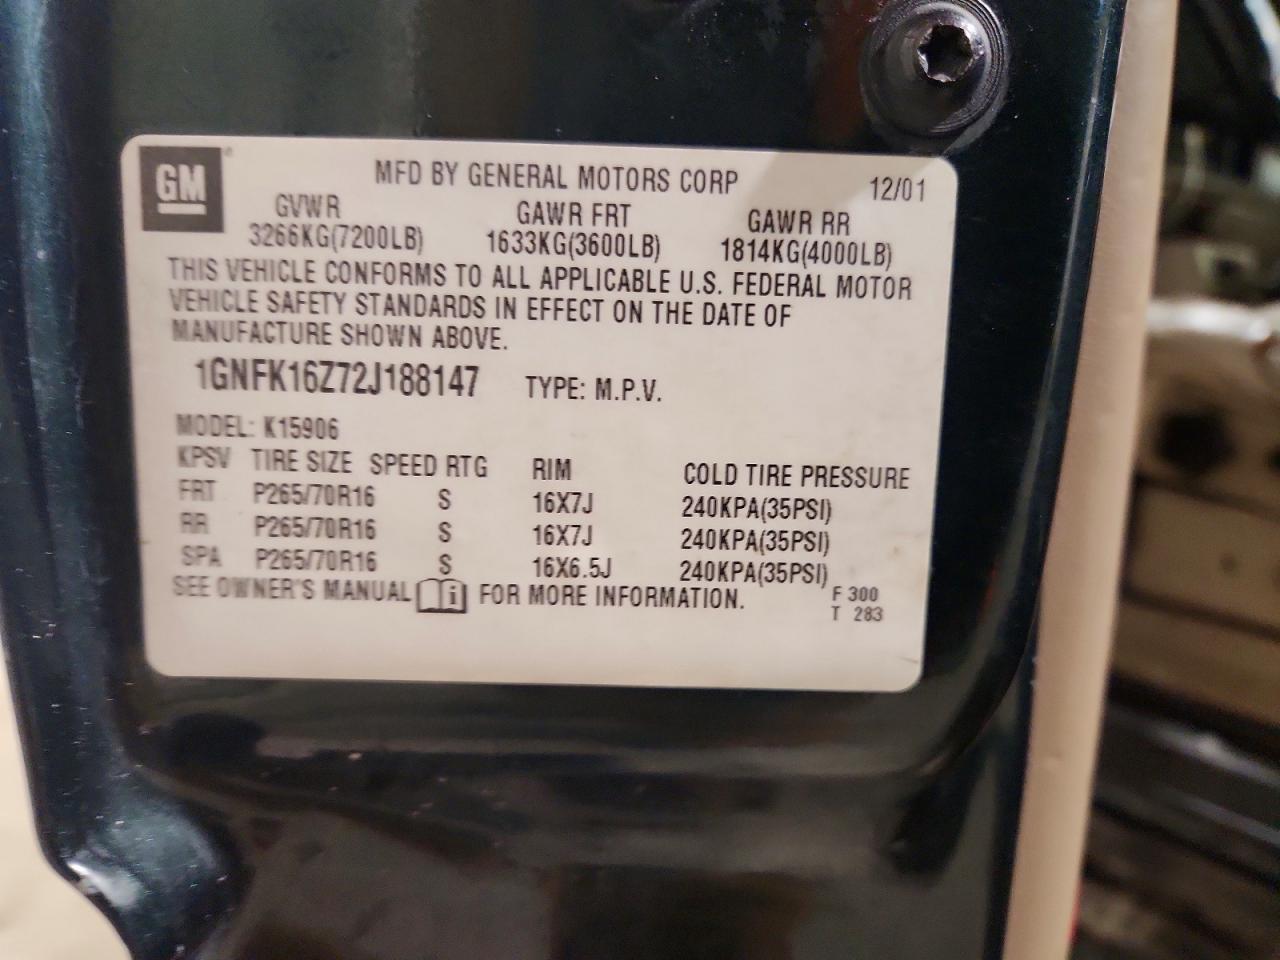 GM
MFD BY GENERAL MOTORS CORP 12/01
GVWR GAWR FRT GAWR RR
3266KG(7200LB) 1633KG(3600LB) 1814KG(4000LB)
THIS VEHICLE CONFORMS TO ALL APPLICABLE U.S. FEDERAL MOTOR
VEHICLE SAFETY STANDARDS IN EFFECT ON THE DATE OF
MANUFACTURE SHOWN ABOVE.
1GNFK16Z72J188147 TYPE: M.P.V.
MODEL: K15906
KPSV TIRE SIZE SPEED RTG RIM COLD TIRE PRESSURE
FRT P265/70R16 S 16X7J 240KPA(35PSI)
RR P265/70R16 S 16X7J 240KPA(35PSI)
SPA P265/70R16 S 16X6.5J 240KPA(35PSI)
SEE OWNER'S MANUAL i FOR MORE INFORMATION.
F 300
T 283